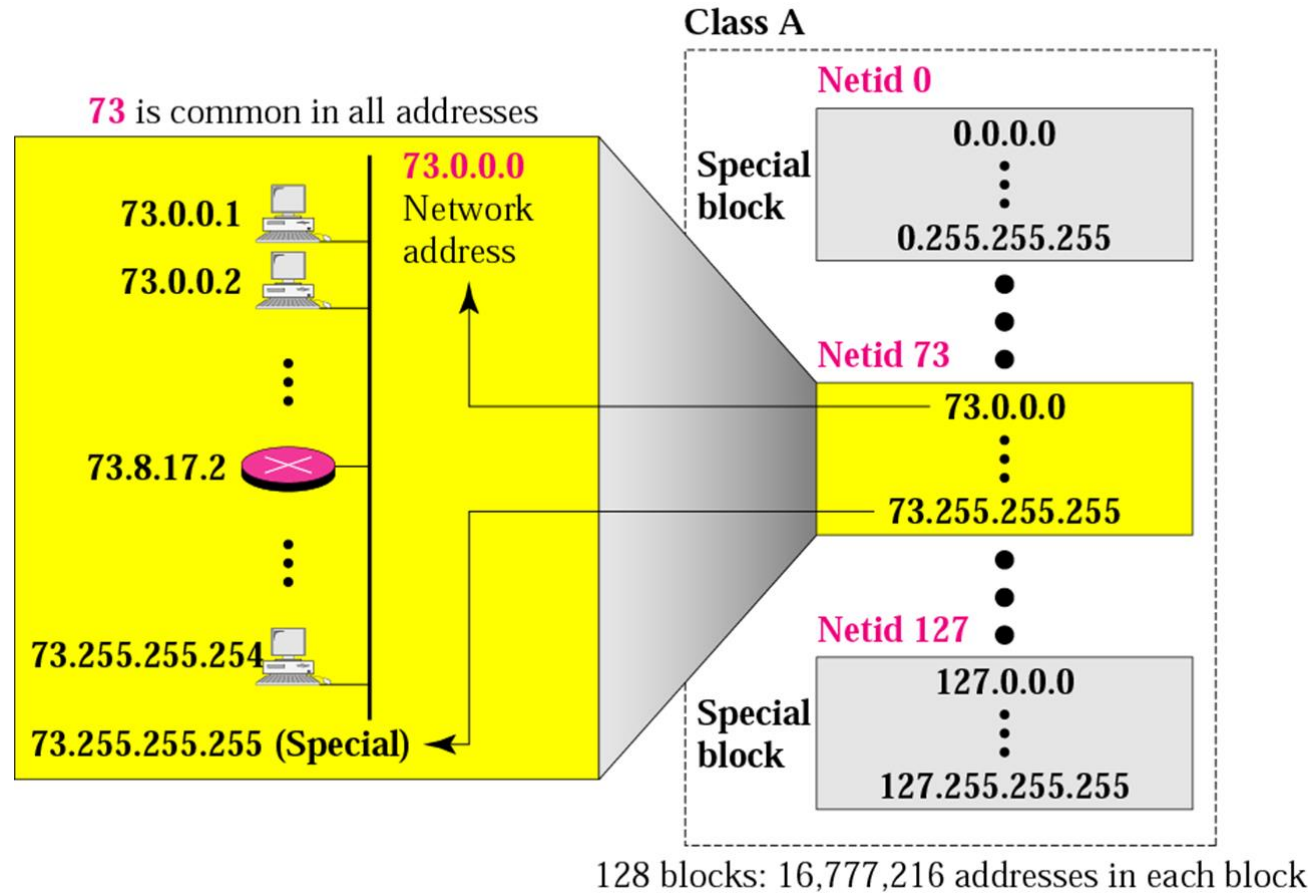 Class A
73 is common in all addresses
73.0.0.0
Network
address
73.0.0.1
73.0.0.2
73.8.17.2
73.255.255.254
73.255.255.255 (Special)
Netid 0
Special
block
0.0.0.0
0.255.255.255
Netid 73
73.0.0.0
73.255.255.255
Netid 127
Special
block
127.0.0.0
127.255.255.255
128 blocks: 16,777,216 addresses in each block